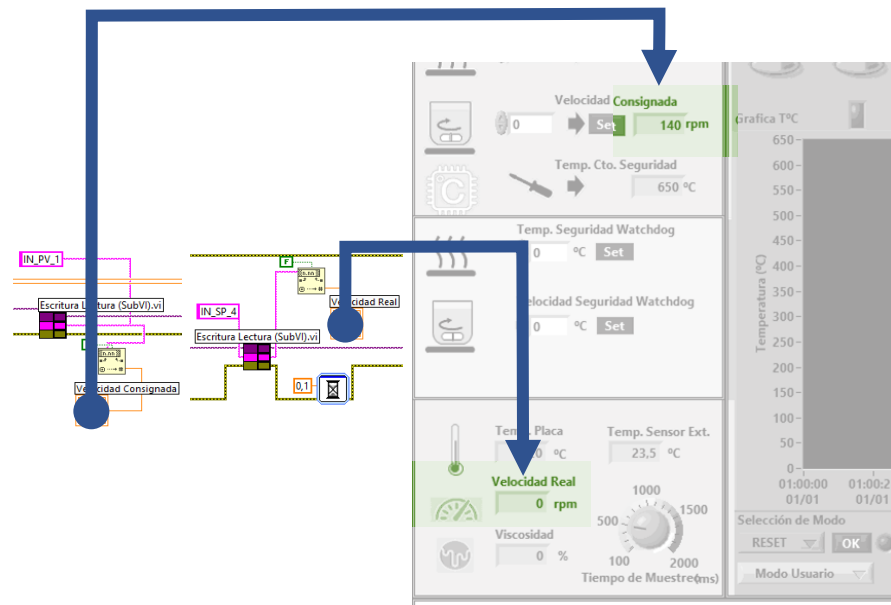 IN_PV_1
Escritura Lectura (SubVI).vi
Velocidad Consignada
F
n.nn
Velocidad Real
IN_SP_4
Escritura Lectura (SubVI).vi
0,1
Velocidad Consignada
0
Set
140 rpm
Temp. Cto. Seguridad
650 ºC
Temp. Seguridad Watchdog
0 ºC Set
Velocidad Seguridad Watchdog
0 ºC Set
Temp. Placa
ºC
Temp. Sensor Ext.
23,5 ºC
Velocidad Real
0 rpm
Viscosidad
0 %
1000
500
1500
100
2000
Tiempo de Muestreo(ms)
Grafica TºC
Temperatura (ºC)
650
600
550
500
450
400
350
300
250
200
150
100
50
0
01:00:00
01/01
01:00:2
01/01
Selección de Modo
RESET
OK
Modo Usuario